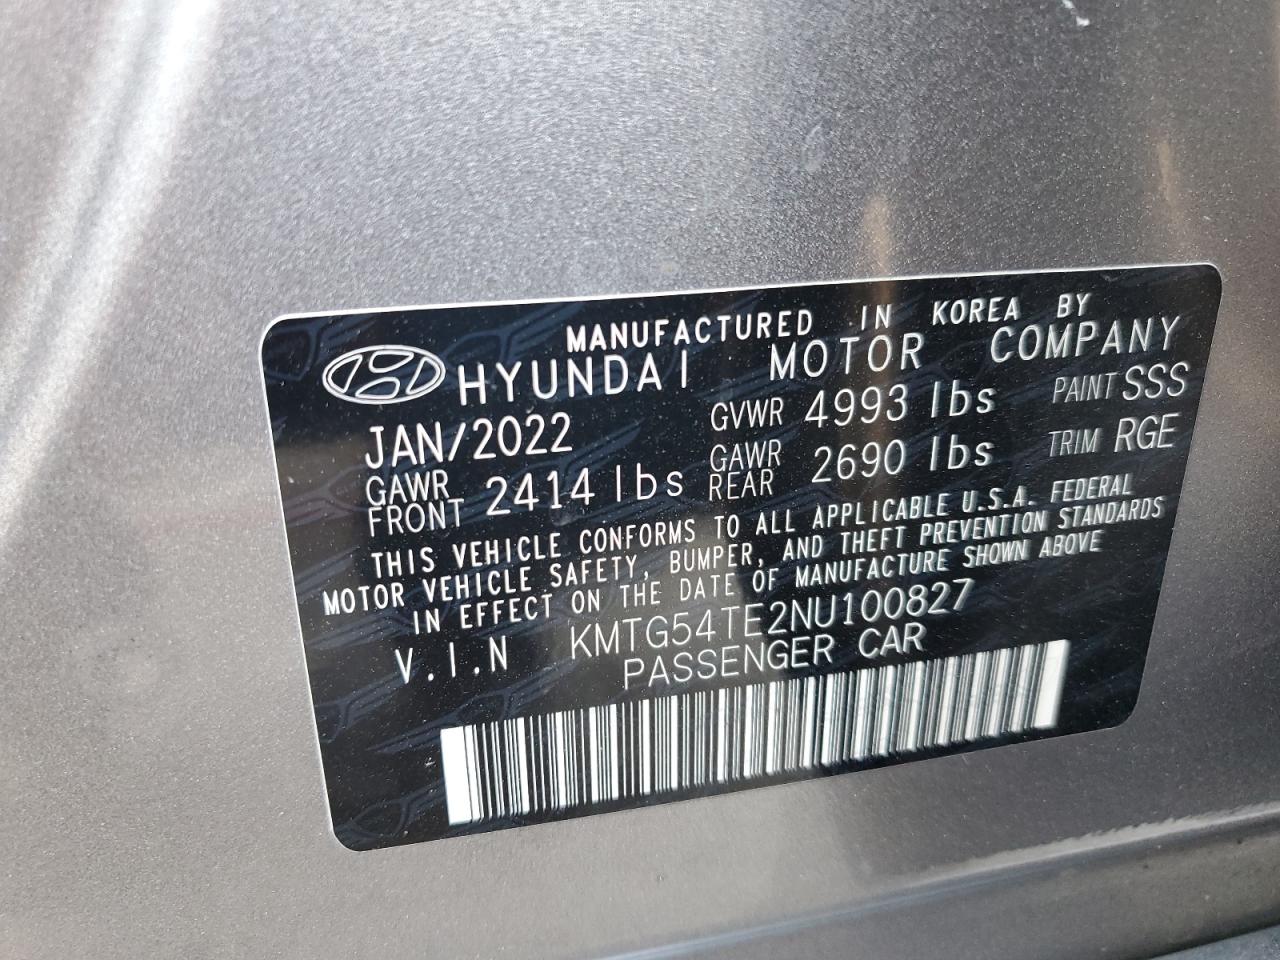 MANUFACTURED IN KOREA BY
HYUNDAI MOTOR COMPANY
JAN/2022 GVWR 4993 lbs PAINT SSS
GAWR FRONT 2414 lbs GAWR REAR 2690 lbs TRIM RGE
THIS VEHICLE CONFORMS TO ALL APPLICABLE U.S.A. FEDERAL
MOTOR VEHICLE SAFETY, BUMPER, AND THEFT PREVENTION STANDARDS
IN EFFECT ON THE DATE OF MANUFACTURE SHOWN ABOVE
V.I.N KMTG54TE2NU100827
PASSENGER CAR